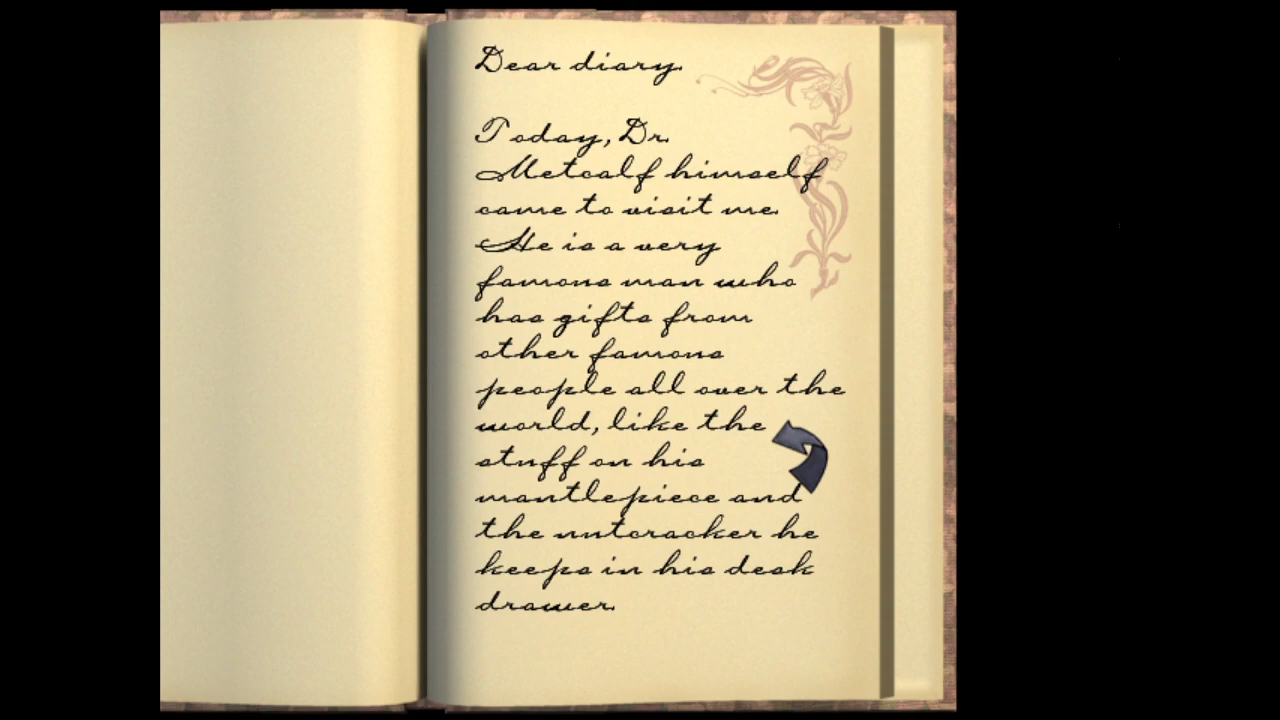 Dear diary.
Today, Dr.
Metcalf himself
came to visit me.
He is a very
famous man who
has gifts from
other famous
people all over the
world, like the
stuff on his
mantlepiece and
the nutcracker he
keeps in his desk
drawer.